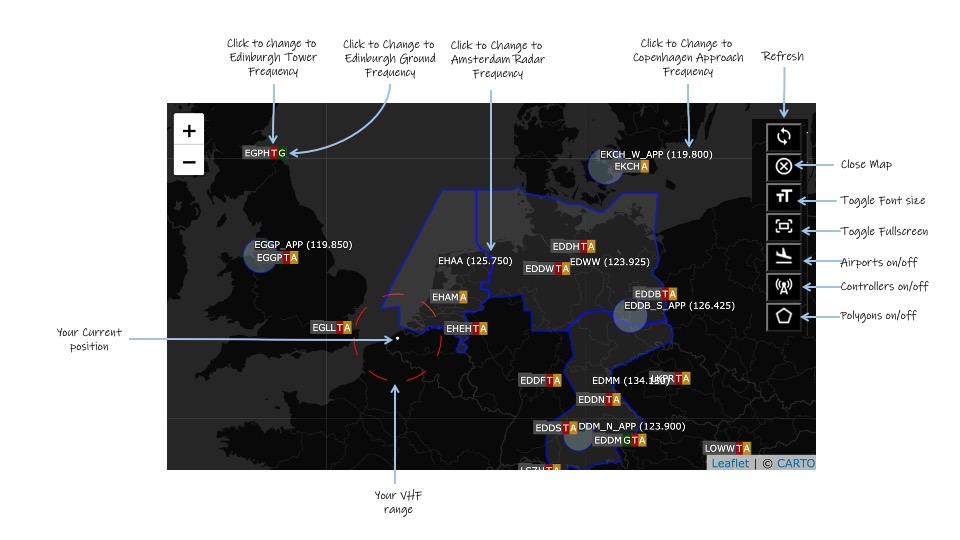 Click to change to
Edinburgh Tower
Frequency
Click to Change to
Edinburgh Ground
Frequency
Click to Change to
Amsterdam Radar
Frequency
Click to Change to
Copenhagen Approach
Frequency
Refresh
+
−
EGPH T G
EKCH_W_APP (119.800)
EKCH A
Close Map
Toggle Font size
Toggle Fullscreen
Airports on/off
Controllers on/off
Polygons on/off
EGGP_APP (119.850)
EGGP T A
EHAA (125.750)
EDDH T A
EDWW (123.925)
EDDW T A
EHAM A
EDDB T A
EDDB_S_APP (126.425)
EGLL T A
EHEH T A
Your Current
position
EDDF T A
EDMM (134.150)
LKPR T A
EDDN T A
EDDS T A
DDM_N_APP (123.900)
EDDM G T A
LOWW T A
LSZH T A
Leaflet | © CARTO
Your VHF
range